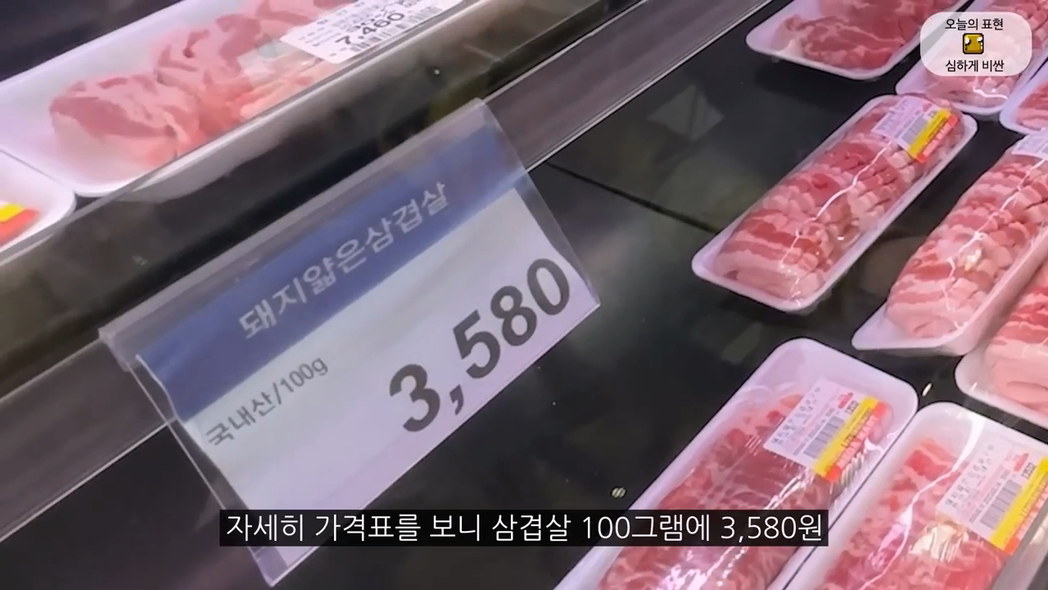 오늘의 표현
심하게 비싼
7,460
돼지얇은삼겹살
국내산/100g
3,580
자세히 가격표를 보니 삼겹살 100그램에 3,580원